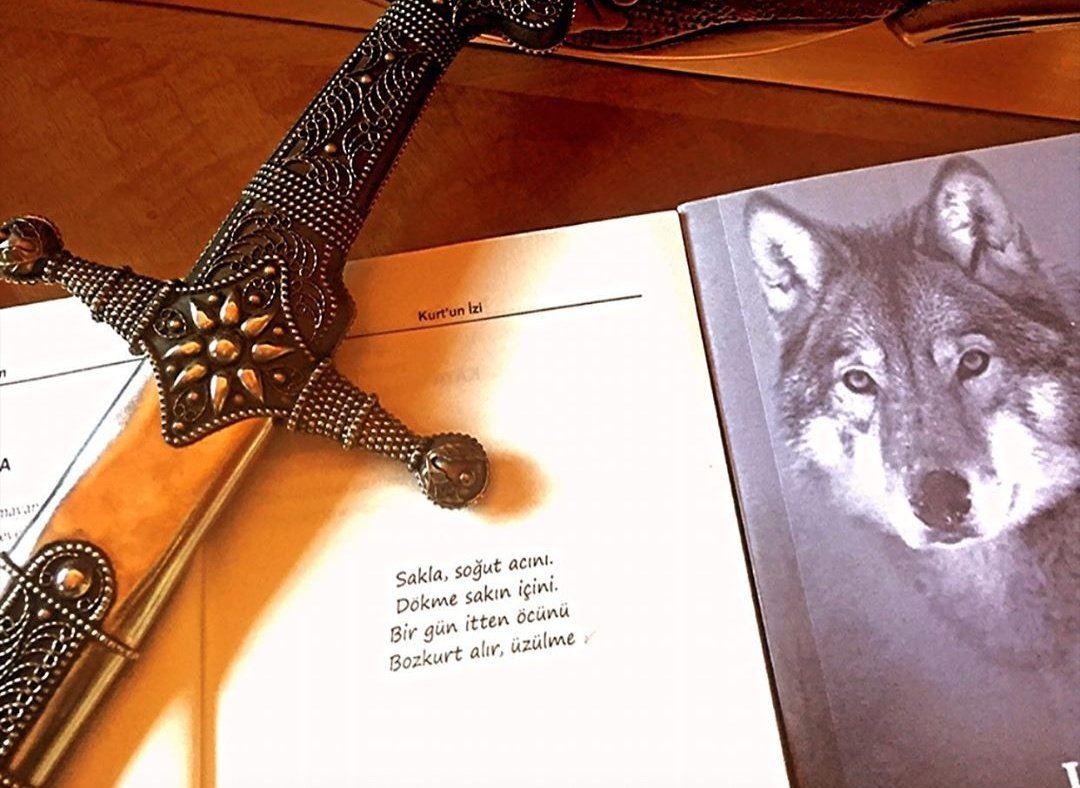 Kurt'un İzi
A
Sakla, soğut acını.
Dökme sakın içini.
Bir gün itten öcünü
Bozkurt alır, üzülme